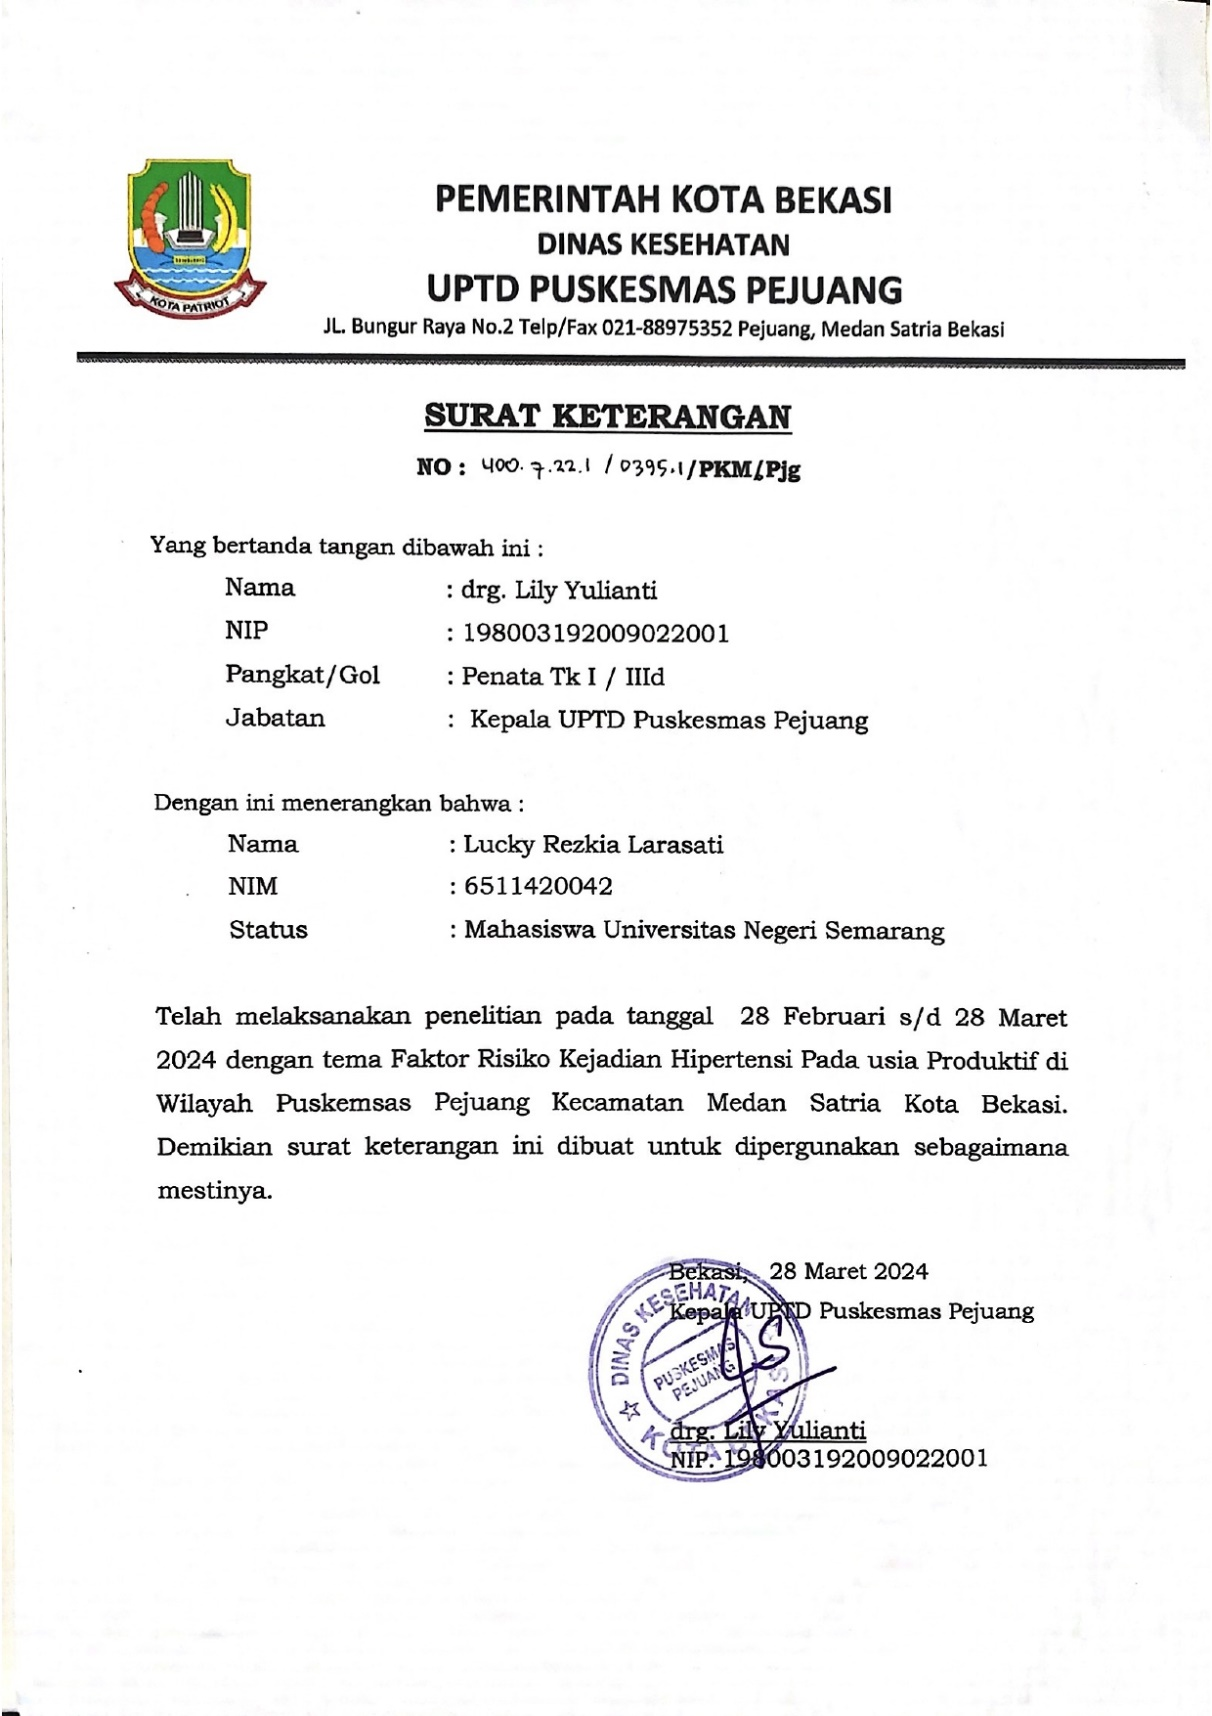 PEMERINTAH KOTA BEKASI
DINAS KESEHATAN
UPTD PUSKESMAS PEJUANG
JL. Bungur Raya No.2 Telp/Fax 021-88975352 Pejuang, Medan Satria Bekasi
KOTA PATRIOT
SURAT KETERANGAN
NO : 400.7.22.1 / 0395.1/PKM/Pjg
Yang bertanda tangan dibawah ini :
Nama : drg. Lily Yulianti
NIP : 198003192009022001
Pangkat/Gol : Penata Tk I / IIId
Jabatan : Kepala UPTD Puskesmas Pejuang
Dengan ini menerangkan bahwa :
Nama : Lucky Rezkia Larasati
NIM : 6511420042
Status : Mahasiswa Universitas Negeri Semarang
Telah melaksanakan penelitian pada tanggal 28 Februari s/d 28 Maret
2024 dengan tema Faktor Risiko Kejadian Hipertensi Pada usia Produktif di
Wilayah Puskemsas Pejuang Kecamatan Medan Satria Kota Bekasi.
Demikian surat keterangan ini dibuat untuk dipergunakan sebagaimana
mestinya.
Bekasi, 28 Maret 2024
Kepala UPTD Puskesmas Pejuang
DINAS KESEHATAN
PUSKESMAS
PEJUANG
KOTA BEKASI
drg. Lily Yulianti
NIP. 198003192009022001